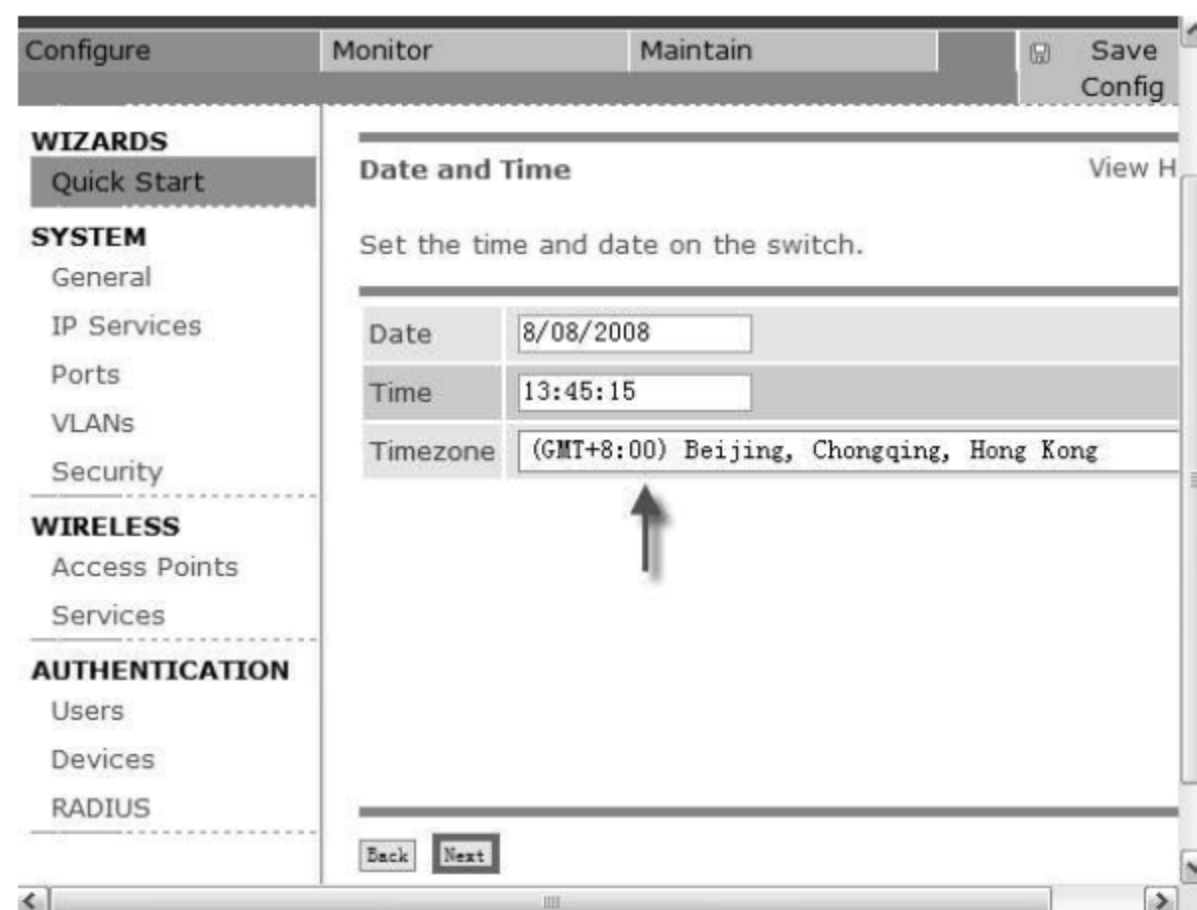 Configure Monitor Maintain Save
Config
WIZARDS
Quick Start
SYSTEM
General
IP Services
Ports
VLANs
Security
WIRELESS
Access Points
Services
AUTHENTICATION
Users
Devices
RADIUS
Date and Time View H
Set the time and date on the switch.
Date 8/08/2008
Time 13:45:15
Timezone (GMT+8:00) Beijing, Chongqing, Hong Kong
Back Next